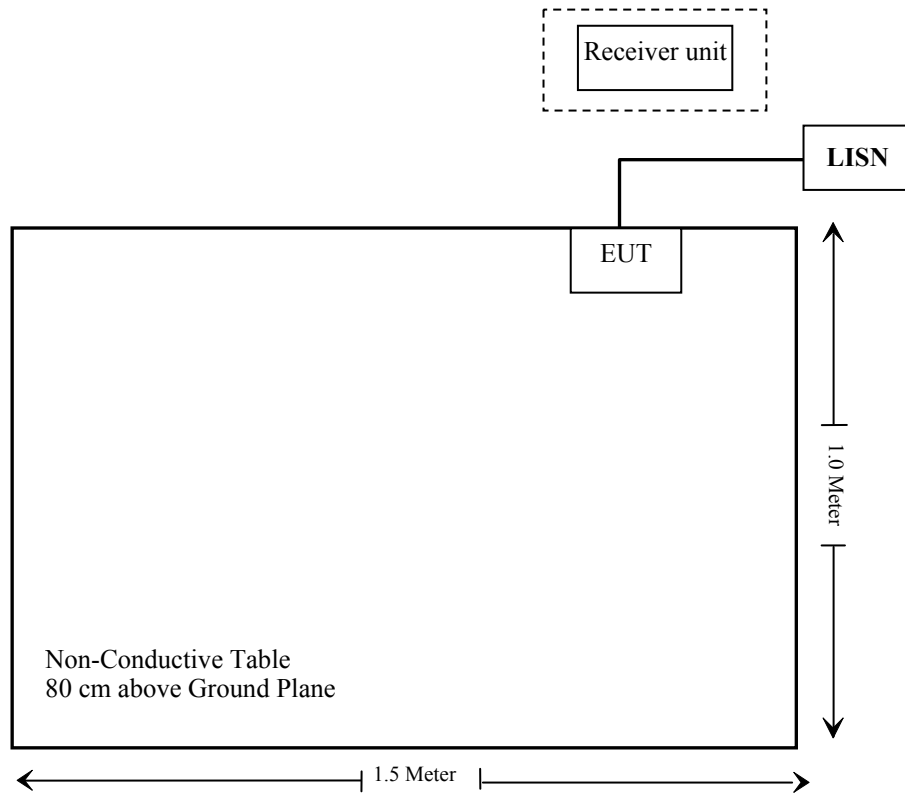 Receiver unit
LISN
EUT
1.0 Meter
Non-Conductive Table
80 cm above Ground Plane
1.5 Meter